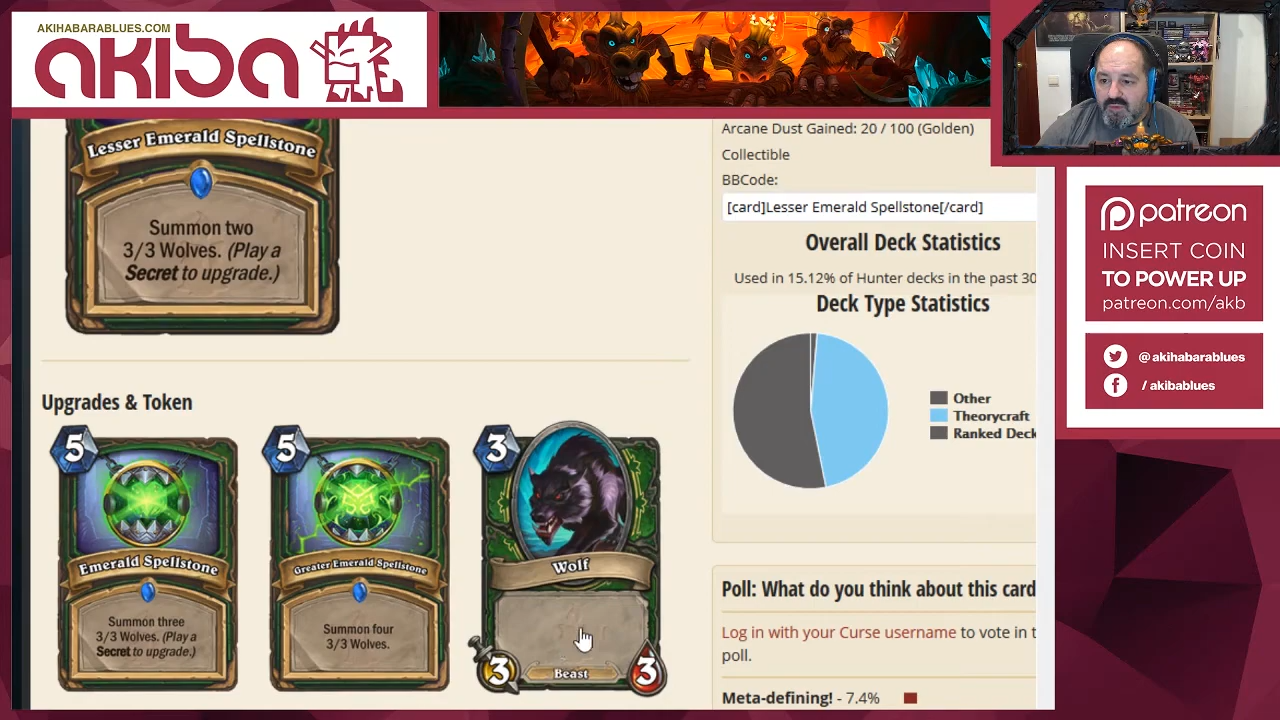 AKIHABARABLUES.COM
akiba
Lesser Emerald Spellstone
Summon two
3/3 Wolves. (Play a
Secret to upgrade.)
Upgrades & Token
5
Emerald Spellstone
Summon three
3/3 Wolves. (Play a
Secret to upgrade.)
5
Greater Emerald Spellstone
Summon four
3/3 Wolves.
3
Wolf
3
Beast
3
Arcane Dust Gained: 20 / 100 (Golden)
Collectible
BBCode:
[card]Lesser Emerald Spellstone[/card]
Overall Deck Statistics
Used in 15.12% of Hunter decks in the past 30
Deck Type Statistics
Other
Theorycraft
Ranked Deck
Poll: What do you think about this card
Log in with your Curse username to vote in t
poll.
Meta-defining! - 7.4%
patreon
INSERT COIN
TO POWER UP
patreon.com/akb
@akihabarablues
/ akibablues